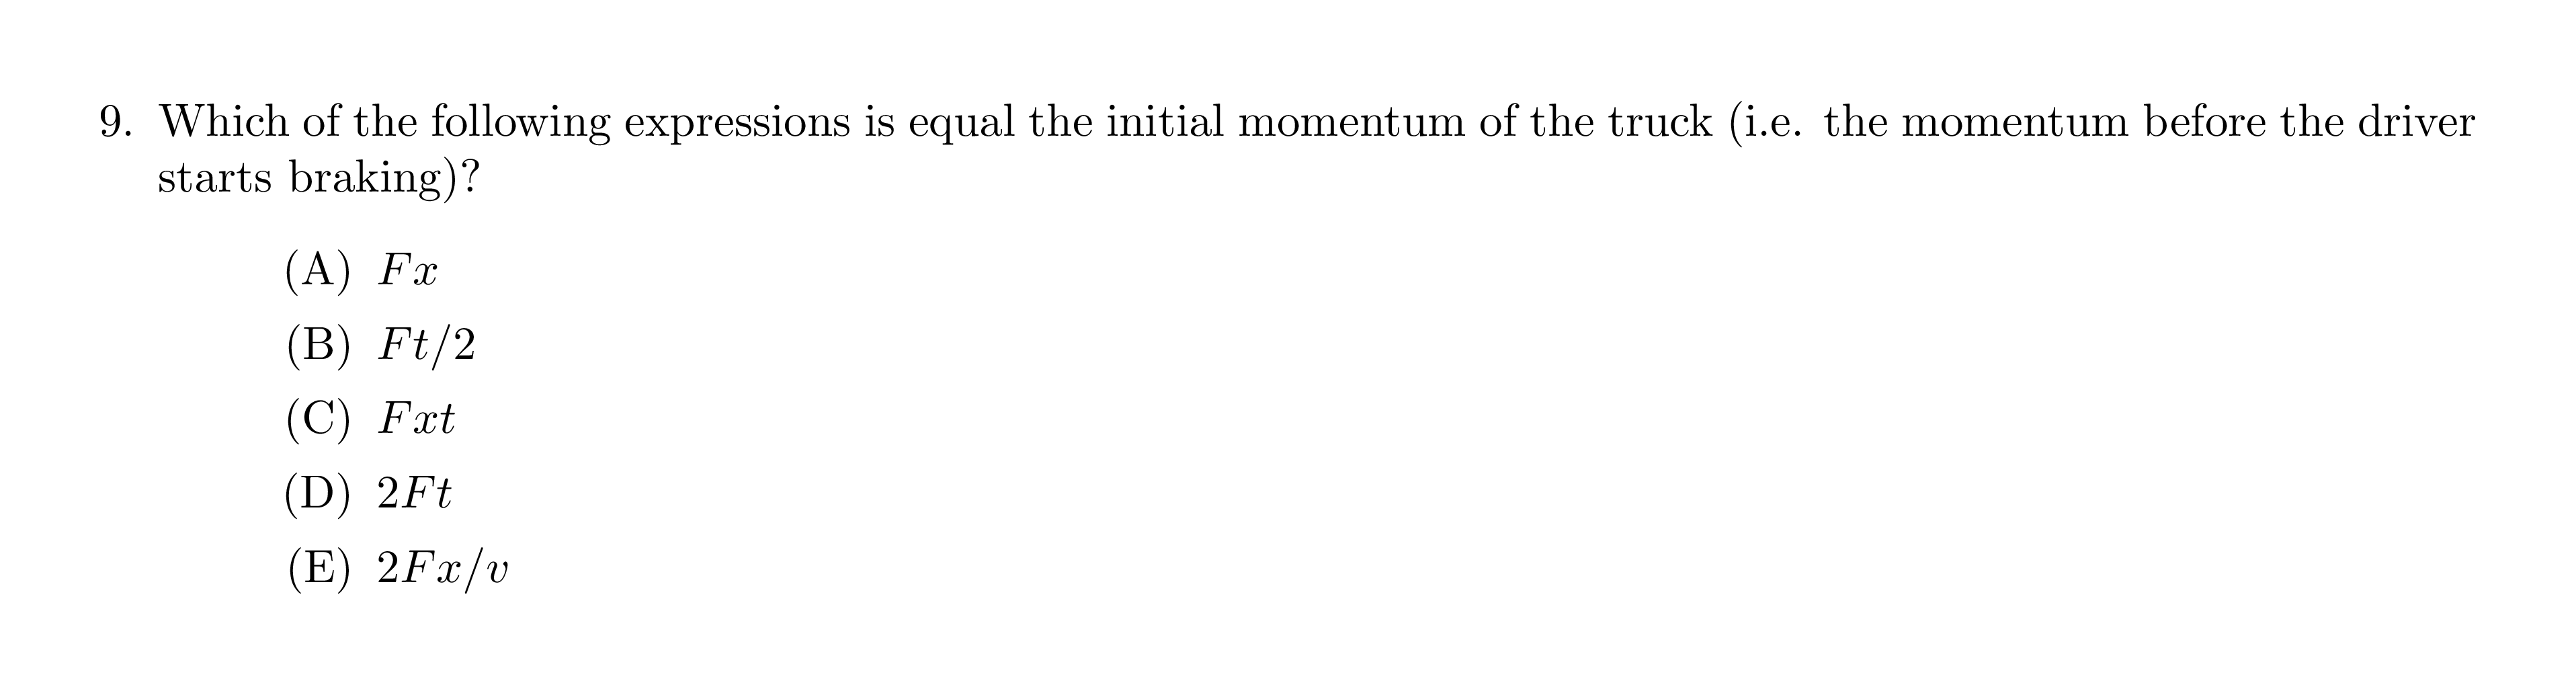 9. Which of the following expressions is equal the initial momentum of the truck (i.e. the momentum before the driver
starts braking)?
(A) Fx
(B) Ft/2
(C) Fxt
(D) 2Ft
(E) 2Fx/v